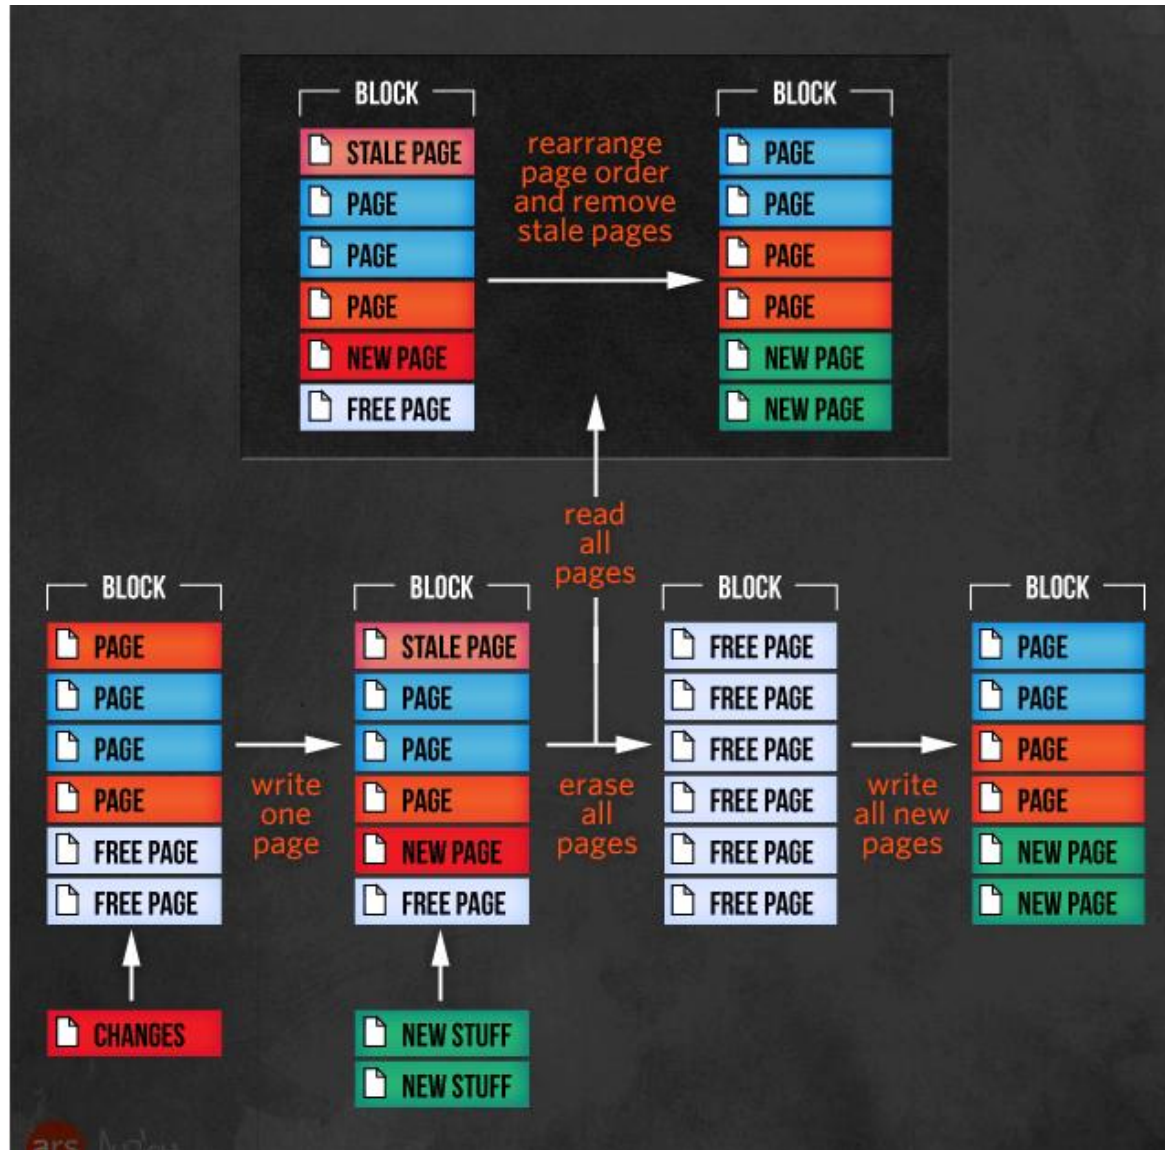 BLOCK
STALE PAGE
PAGE
PAGE
PAGE
NEW PAGE
FREE PAGE
rearrange
page order
and remove
stale pages
BLOCK
PAGE
PAGE
PAGE
PAGE
NEW PAGE
NEW PAGE
read
all
pages
BLOCK
PAGE
PAGE
PAGE
PAGE
FREE PAGE
FREE PAGE
CHANGES
write
one
page
BLOCK
STALE PAGE
PAGE
PAGE
PAGE
NEW PAGE
FREE PAGE
NEW STUFF
NEW STUFF
erase
all
pages
BLOCK
FREE PAGE
FREE PAGE
FREE PAGE
FREE PAGE
FREE PAGE
FREE PAGE
write
all new
pages
BLOCK
PAGE
PAGE
PAGE
PAGE
NEW PAGE
NEW PAGE
ars